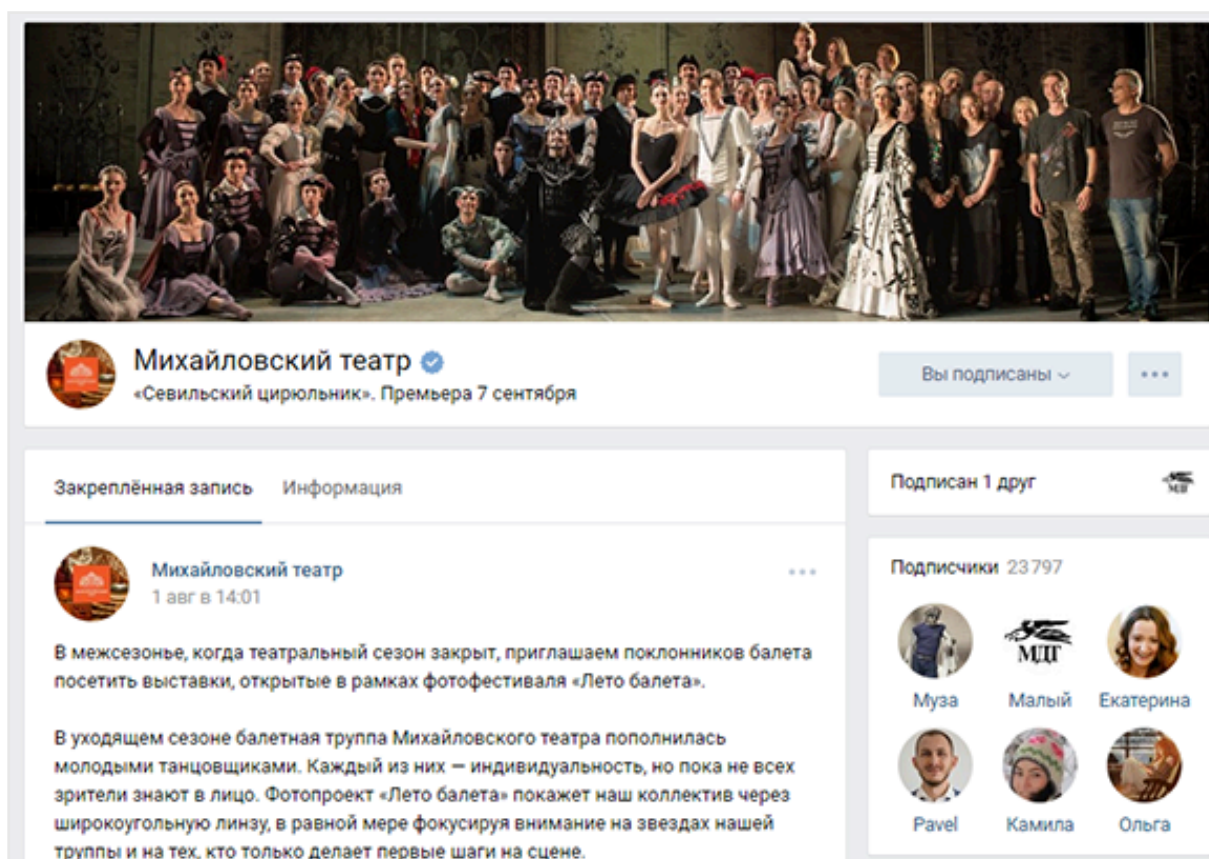 Михайловский театр
«Севильский цирюльник». Премьера 7 сентября
Вы подписаны
Закреплённая запись
Информация
Михайловский театр
1 авг в 14:01
В межсезонье, когда театральный сезон закрыт, приглашаем поклонников балета
посетить выставки, открытые в рамках фотофестиваля «Лето балета».
В уходящем сезоне балетная труппа Михайловского театра пополнилась
молодыми танцовщиками. Каждый из них — индивидуальность, но пока не всех
зрители знают в лицо. Фотопроект «Лето балета» покажет наш коллектив через
широкоугольную линзу, в равной мере фокусируя внимание на звездах нашей
труппы и на тех, кто только делает первые шаги на сцене.
Подписан 1 друг
МДТ
Подписчики 23 797
МДТ
Муза
Малый
Екатерина
Pavel
Камила
Ольга